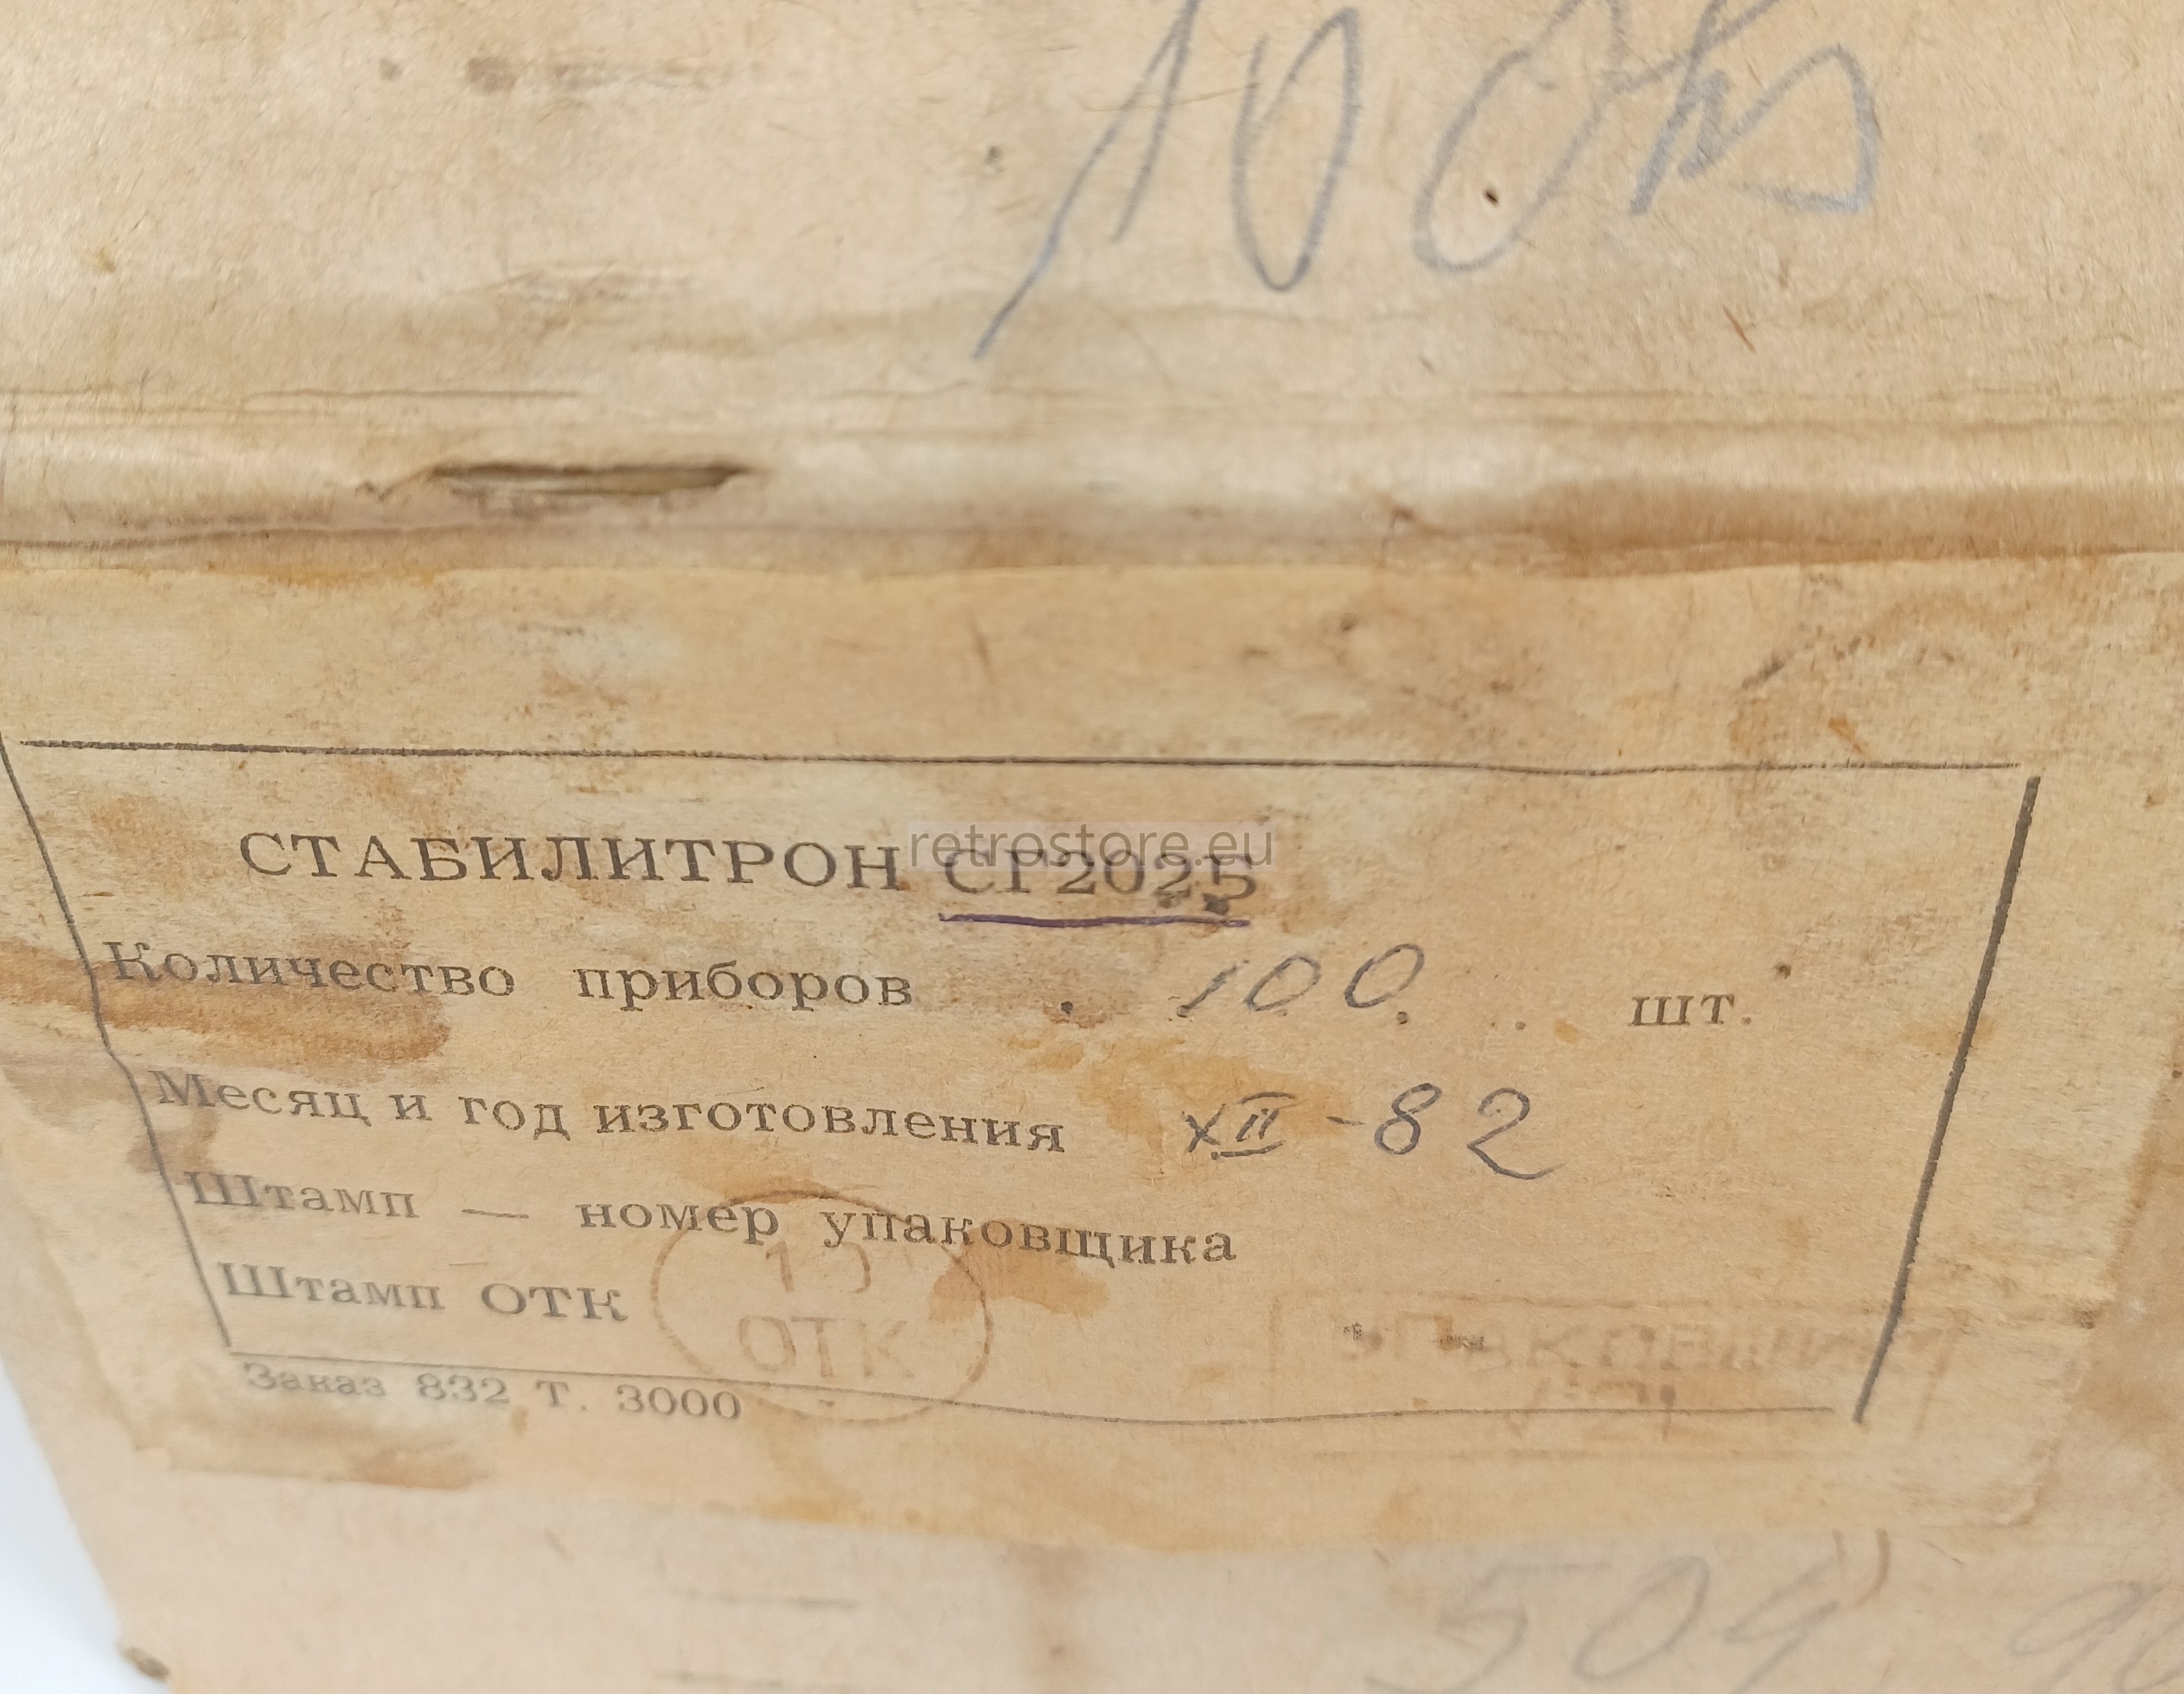 retrostore.eu
СТАБИЛИТРОН СГ202Б
Количество приборов . 100. . шт.
Месяц и год изготовления XII - 82
Штамп — номер упаковщика
Штамп ОТК
ОТК
Заказ 832 Т. 3000
504